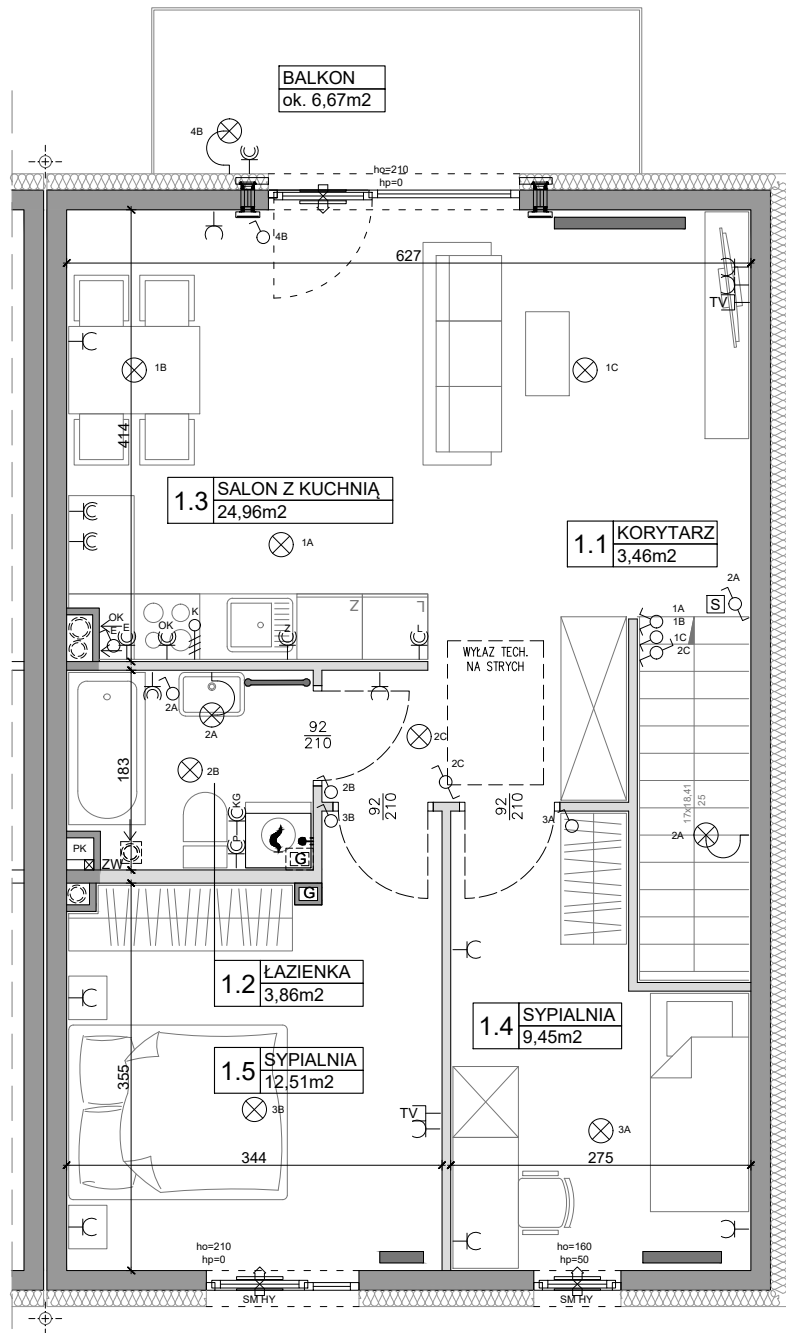 BALKON
ok. 6,67m2
4B
ho=210
hp=0
4B
627
TV
1B
1C
414
1.3 SALON Z KUCHNIĄ
24,96m2
1A
1.1 KORYTARZ
3,46m2
2A
S
1A
1B
1C
2C
OK
E
E
OK
K
Z
Z
L
WYŁAZ TECH.
NA STRYCH
2A
2A
92
210
2C
183
2B
2C
2B
3B
92
210
92
210
3A
17x18,41
25
2A
KG
P
PK
ZW
G
G
1.2 ŁAZIENKA
3,86m2
1.4 SYPIALNIA
9,45m2
1.5 SYPIALNIA
12,51m2
355
3B
TV
3A
344
275
ho=210
hp=0
ho=160
hp=50
SM HY
SM HY